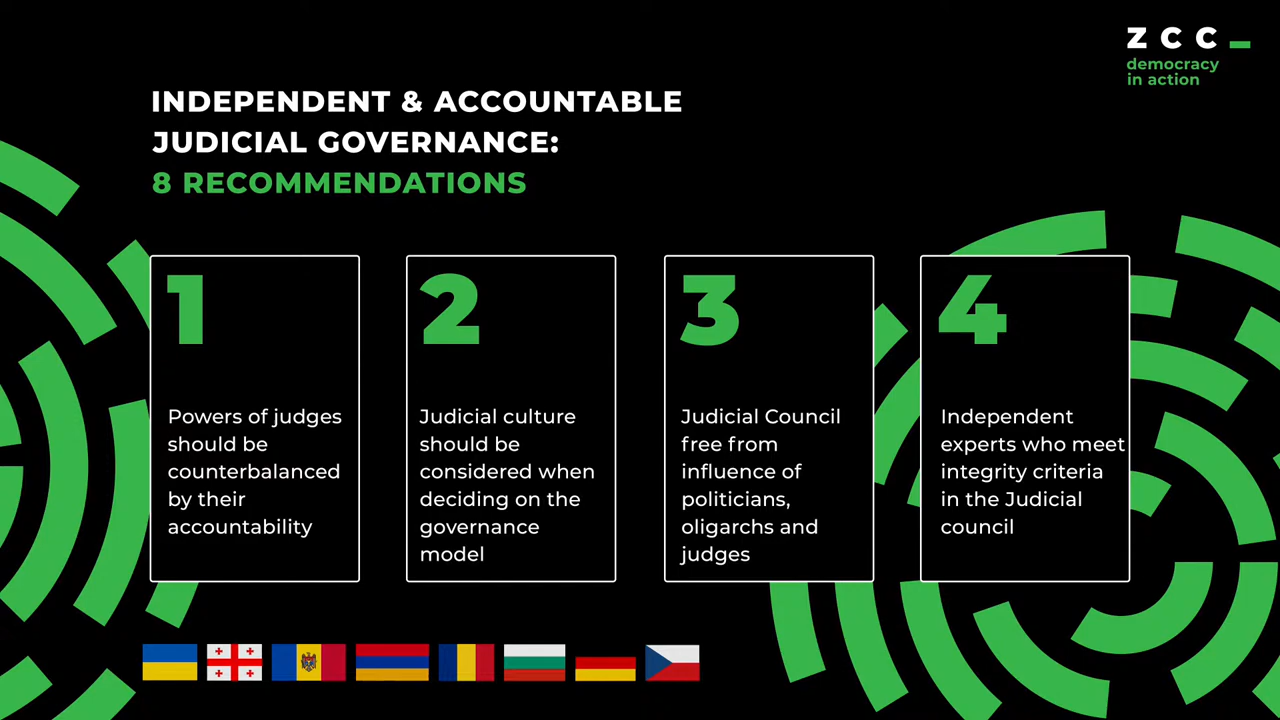 zcc_
democracy
in action
INDEPENDENT & ACCOUNTABLE
JUDICIAL GOVERNANCE:
8 RECOMMENDATIONS
1
Powers of judges
should be
counterbalanced
by their
accountability
2
Judicial culture
should be
considered when
deciding on the
governance
model
3
Judicial Council
free from
influence of
politicians,
oligarchs and
judges
4
Independent
experts who meet
integrity criteria
in the Judicial
council